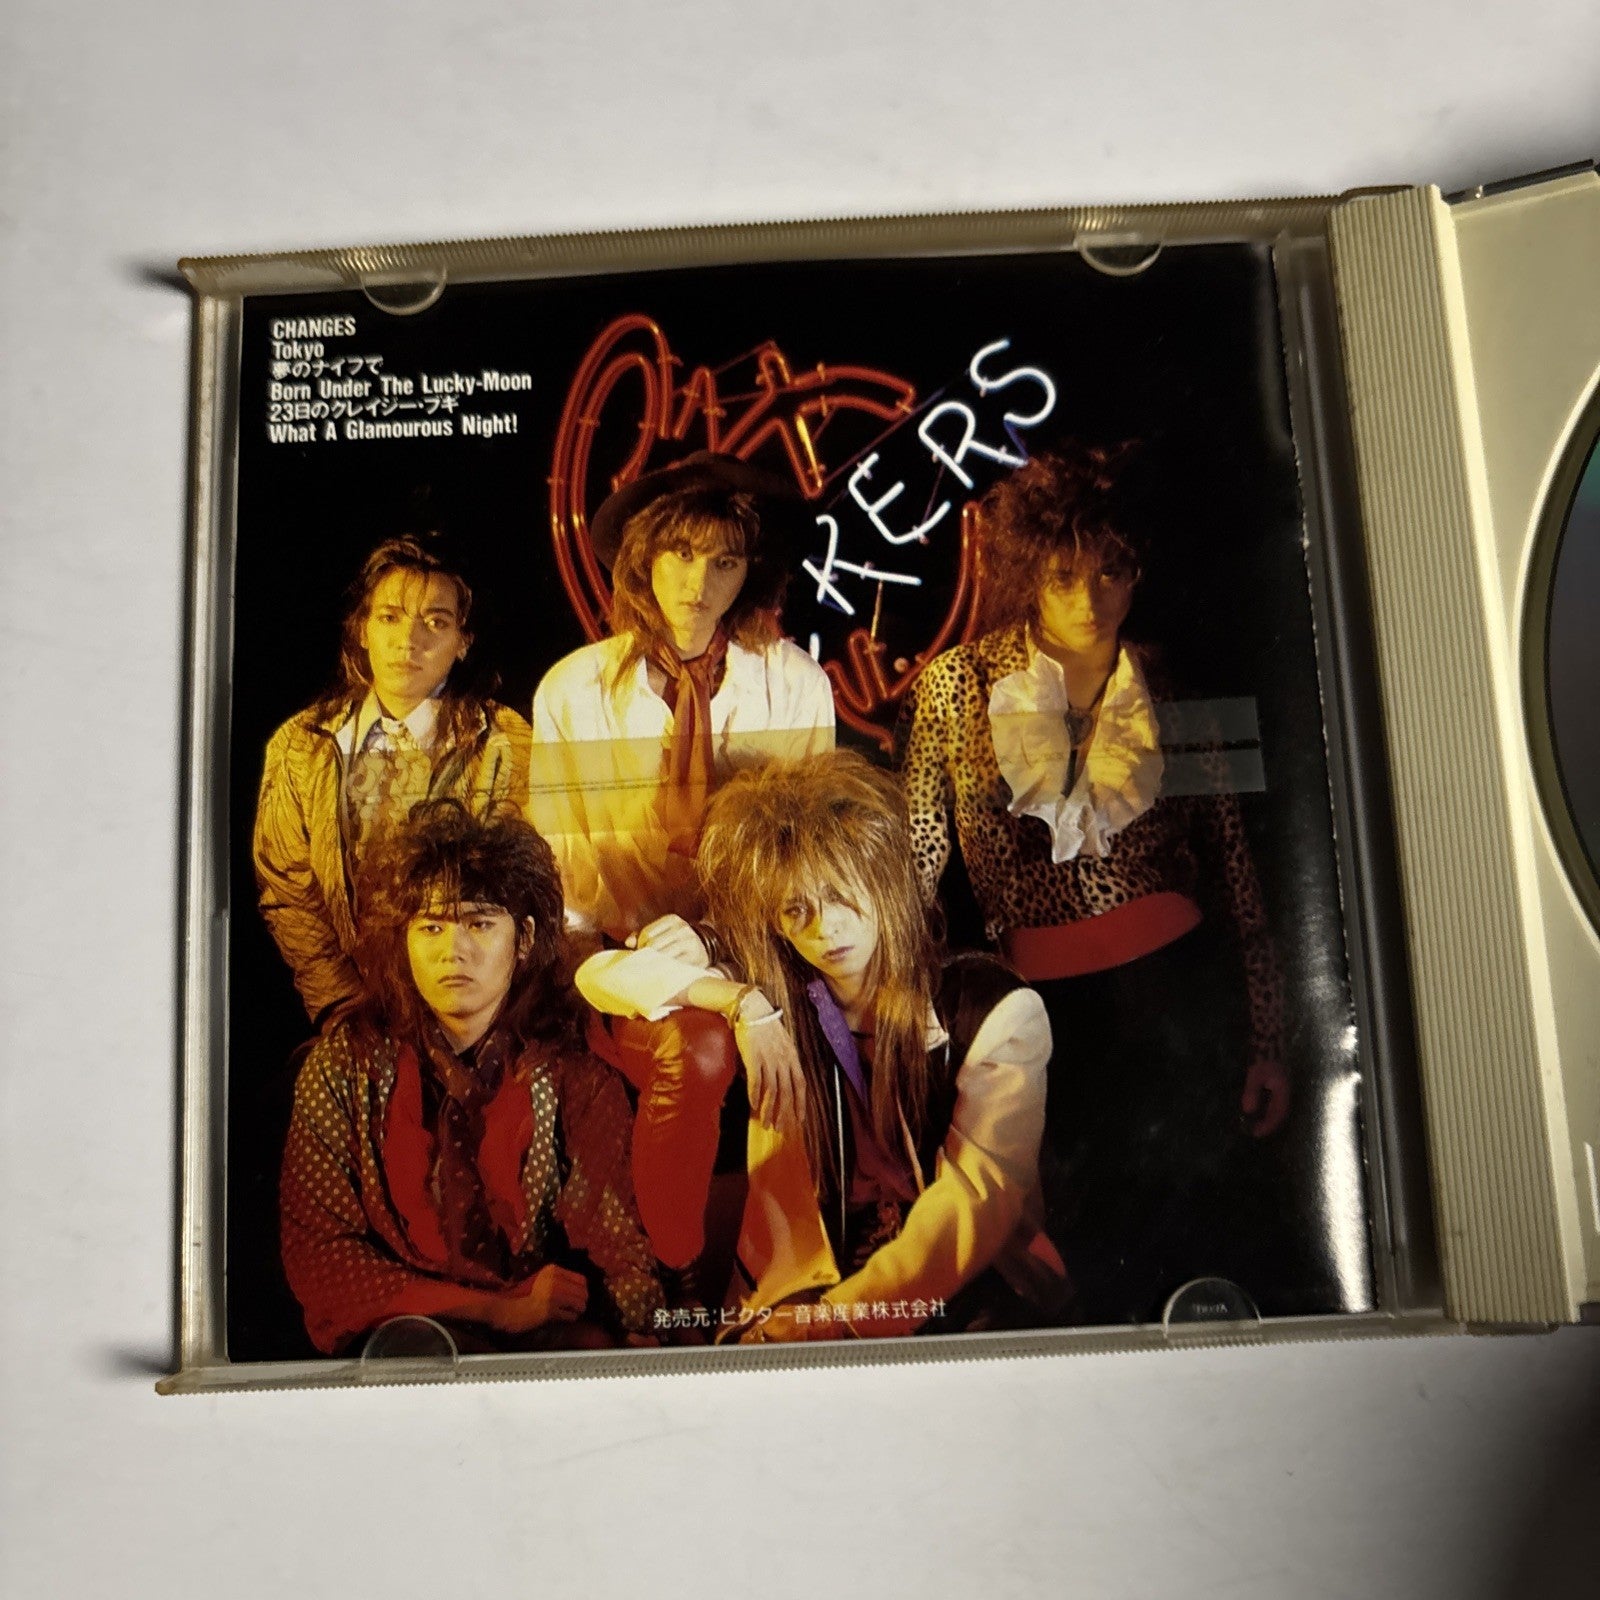 CHANGES
Tokyo
夢のナイフで
Born Under The Lucky-Moon
23日のクレイジー・ブギ
What A Glamourous Night!
KERS
発売元:ビクター音楽産業株式会社